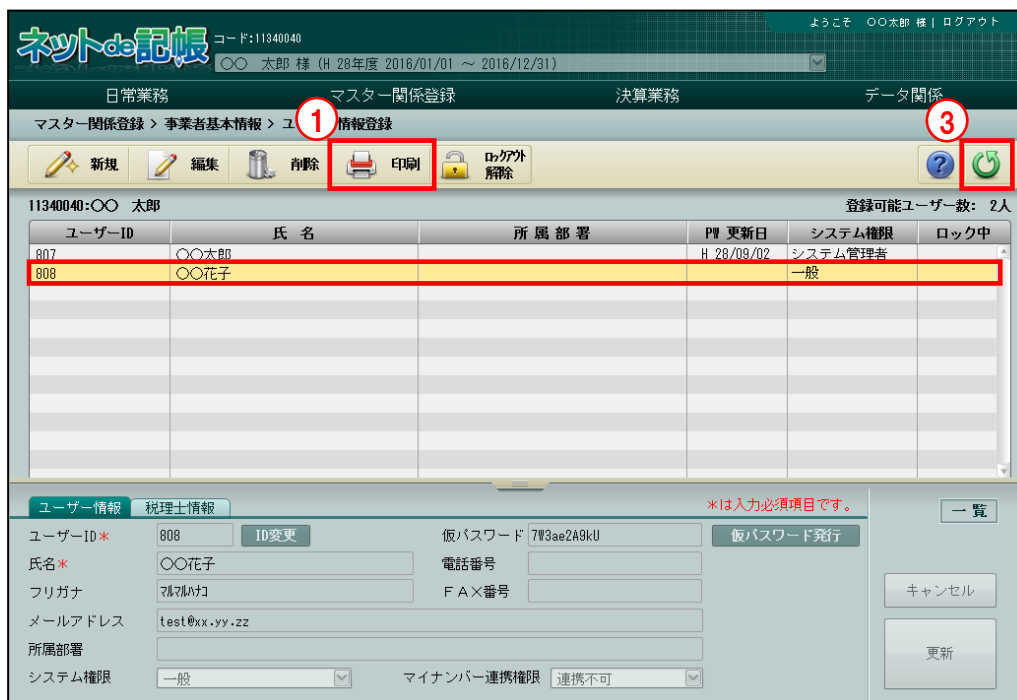 ようこそ 〇〇太郎 様 | ログアウト
ネットde記帳 コード:11340040
〇〇 太郎 様 (H 28年度 2016/01/01 ～ 2016/12/31)
日常業務 マスター関係登録 決算業務 データ関係
マスター関係登録 > 事業者基本情報 > ユ 情報登録
1 3
新規 編集 削除 印刷 ロックアウト解除 ?
11340040:〇〇 太郎 登録可能ユーザー数: 2人
ユーザーID 氏 名 所 属 部 署 PW 更新日 システム権限 ロック中
807 〇〇太郎 H 28/09/02 システム管理者
808 〇〇花子 一般
ユーザー情報 税理士情報 *は入力必須項目です。 一 覧
ユーザーID* 808 ID変更 仮パスワード 7W3ae2A9kU 仮パスワード発行
氏名* 〇〇花子 電話番号
フリガナ マルマルハナコ FAX番号 キャンセル
メールアドレス test@xx.yy.zz
所属部署 更新
システム権限 一般 マイナンバー連携権限 連携不可